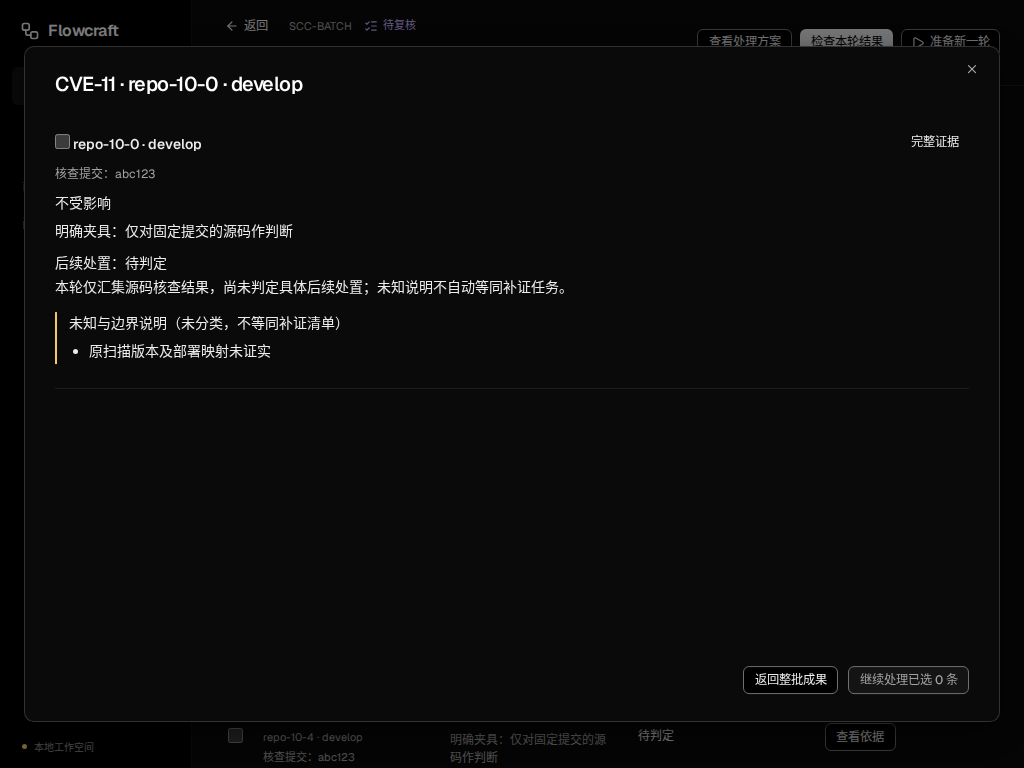 Flowcraft
返回
SCC-BATCH
待复核
查看处理方案
检查本轮结果
准备新一轮
CVE-11 · repo-10-0 · develop
repo-10-0 · develop
完整证据
核查提交：abc123
不受影响
明确夹具：仅对固定提交的源码作判断
后续处置：待判定
本轮仅汇集源码核查结果，尚未判定具体后续处置；未知说明不自动等同补证任务。
未知与边界说明（未分类，不等同补证清单）
• 原扫描版本及部署映射未证实
返回整批成果
继续处理已选 0 条
repo-10-4 · develop
核查提交：abc123
明确夹具：仅对固定提交的源
码作判断
待判定
查看依据
本地工作空间